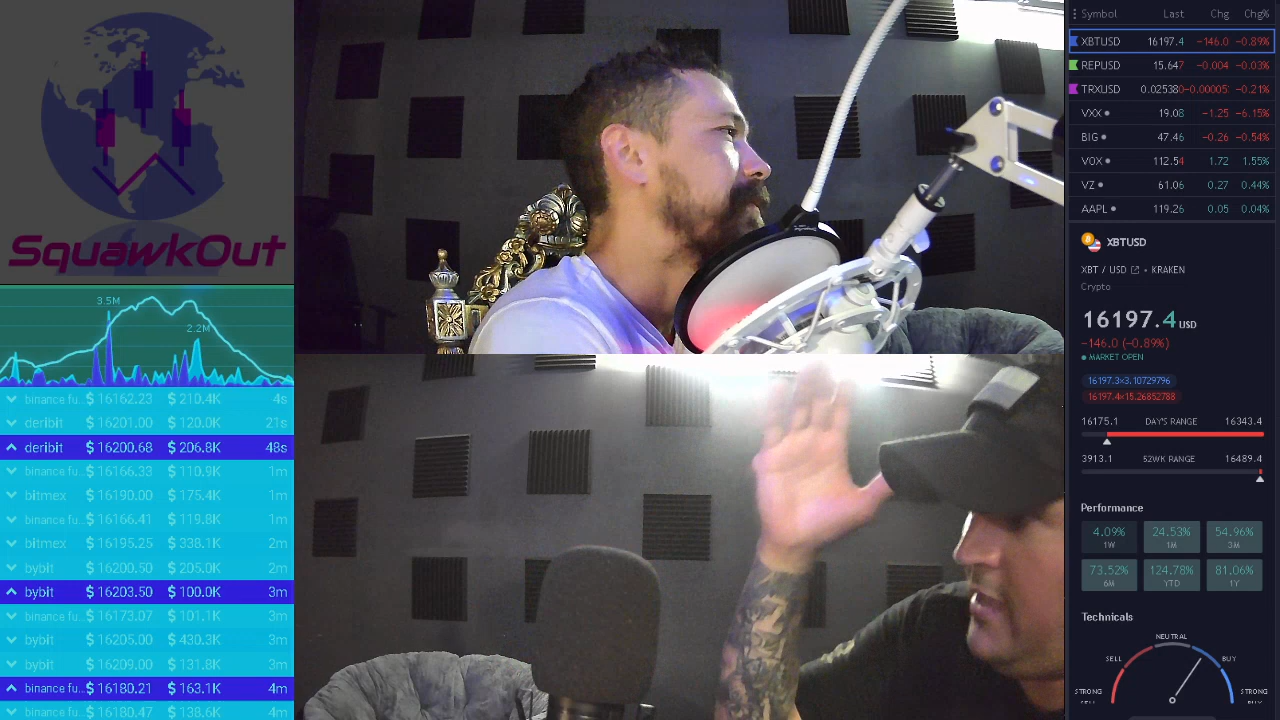 SquawkOut
3.5M
2.2M
binance fu... $ 16162.23 $ 210.4K 4s
deribit $ 16201.00 $ 120.0K 21s
deribit $ 16200.68 $ 206.8K 48s
binance fu... $ 16166.33 $ 110.9K 1m
bitmex $ 16190.00 $ 175.4K 1m
binance fu... $ 16166.41 $ 119.8K 1m
bitmex $ 16195.25 $ 338.1K 2m
bybit $ 16200.50 $ 205.0K 2m
bybit $ 16203.50 $ 100.0K 3m
binance fu... $ 16173.07 $ 101.1K 3m
bybit $ 16205.00 $ 430.3K 3m
bybit $ 16209.00 $ 131.8K 3m
binance fu... $ 16180.21 $ 163.1K 4m
binance fu... $ 16180.47 $ 138.6K 4m
Symbol Last Chg Chg%
XBTUSD 16197.4 −146.0 −0.89%
REPUSD 15.647 −0.004 −0.03%
TRXUSD 0.025380 −0.00005 −0.21%
VXX 19.08 −1.25 −6.15%
BIG 47.46 −0.26 −0.54%
VOX 112.54 1.72 1.55%
VZ 61.06 0.27 0.44%
AAPL 119.26 0.05 0.04%
XBTUSD
XBT / USD • KRAKEN
Crypto
16197.4 USD
−146.0 (−0.89%)
● MARKET OPEN
16197.3×3.10729796
16197.4×15.26852788
16175.1 DAY'S RANGE 16343.4
3913.1 52WK RANGE 16489.4
Performance
4.09% 24.53% 54.96%
1W 1M 3M
73.52% 124.78% 81.06%
6M YTD 1Y
Technicals
NEUTRAL
SELL BUY
STRONG STRONG
SELL BUY